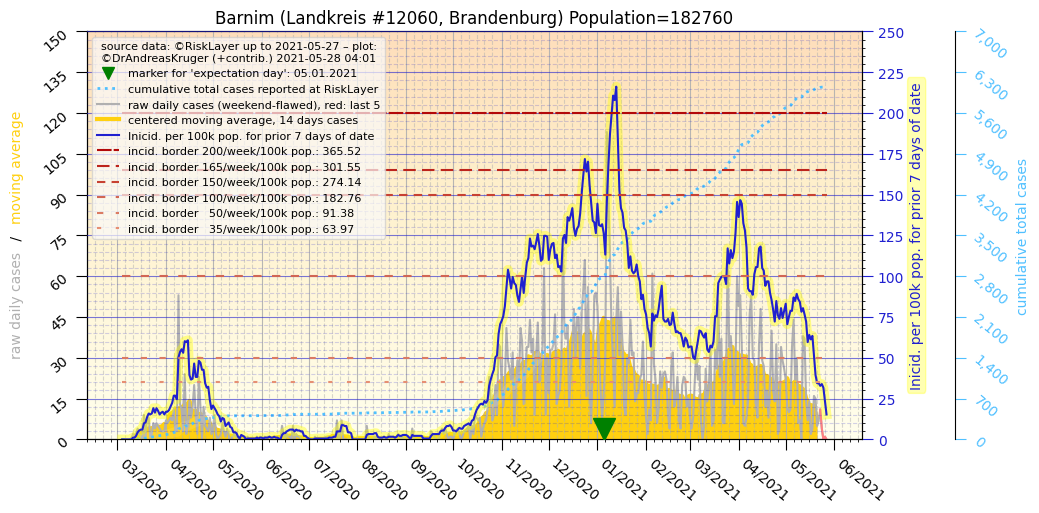 Barnim (Landkreis #12060, Brandenburg) Population=182760
source data: ©RiskLayer up to 2021-05-27 – plot:
©DrAndreasKruger (+contrib.) 2021-05-28 04:01
marker for 'expectation day': 05.01.2021
cumulative total cases reported at RiskLayer
raw daily cases (weekend-flawed), red: last 5
centered moving average, 14 days cases
Inicid. per 100k pop. for prior 7 days of date
incid. border 200/week/100k pop.: 365.52
incid. border 165/week/100k pop.: 301.55
incid. border 150/week/100k pop.: 274.14
incid. border 100/week/100k pop.: 182.76
incid. border   50/week/100k pop.: 91.38
incid. border   35/week/100k pop.: 63.97
raw daily cases / moving average
150
135
120
105
90
75
60
45
30
15
0
03/2020
04/2020
05/2020
06/2020
07/2020
08/2020
09/2020
10/2020
11/2020
12/2020
01/2021
02/2021
03/2021
04/2021
05/2021
06/2021
250
225
200
175
150
125
100
75
50
25
0
Inicid. per 100k pop. for prior 7 days of date
7,000
6,300
5,600
4,900
4,200
3,500
2,800
2,100
1,400
700
0
cumulative total cases